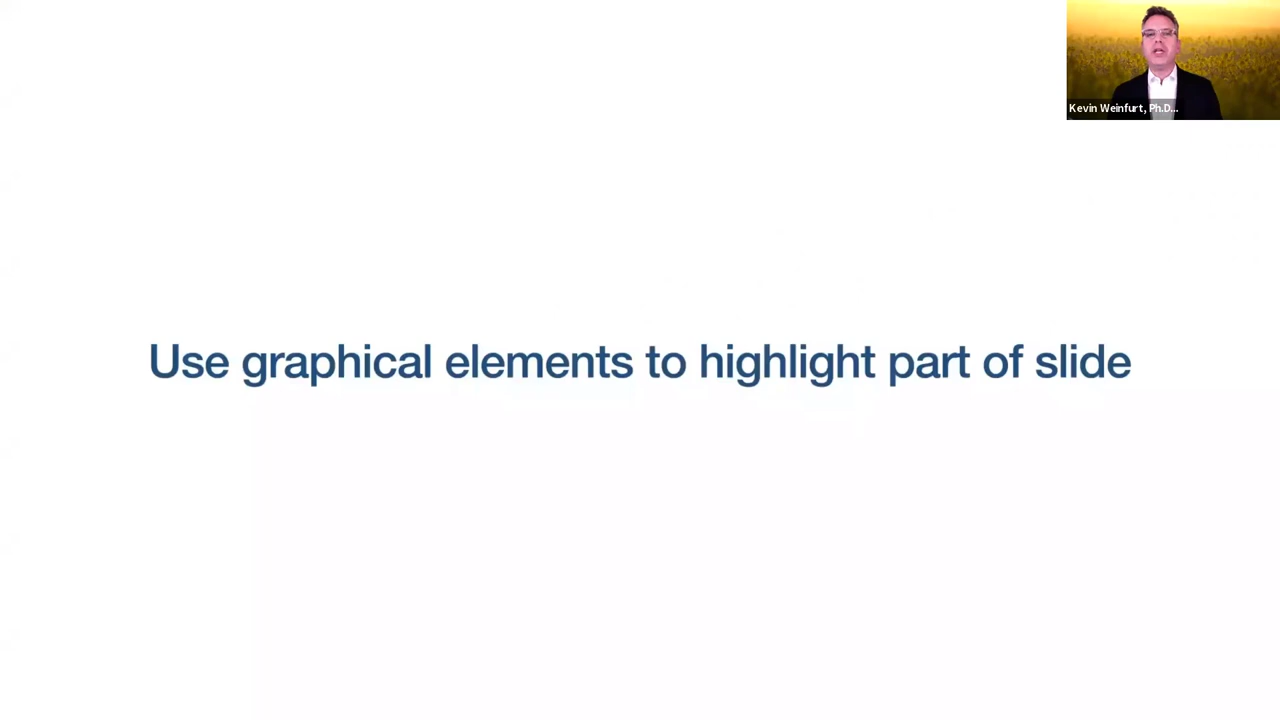 Kevin Weinfurt, Ph.D...
Use graphical elements to highlight part of slide